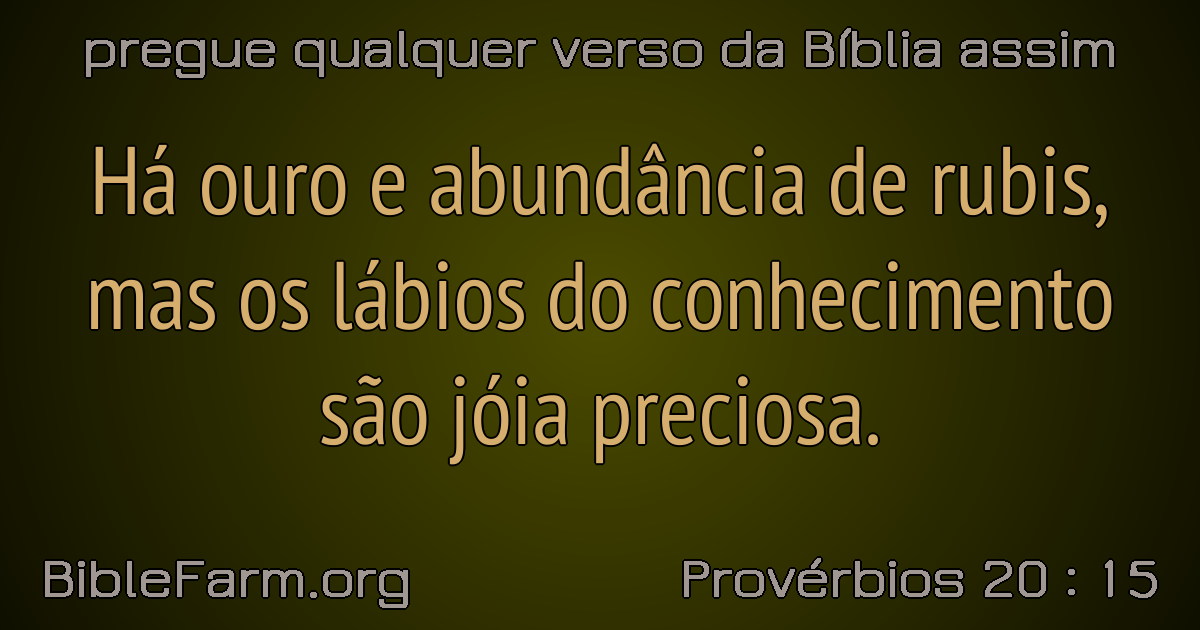 pregue qualquer verso da Bíblia assim
Há ouro e abundância de rubis,
mas os lábios do conhecimento
são jóia preciosa.
BibleFarm.org
Provérbios 20 : 15